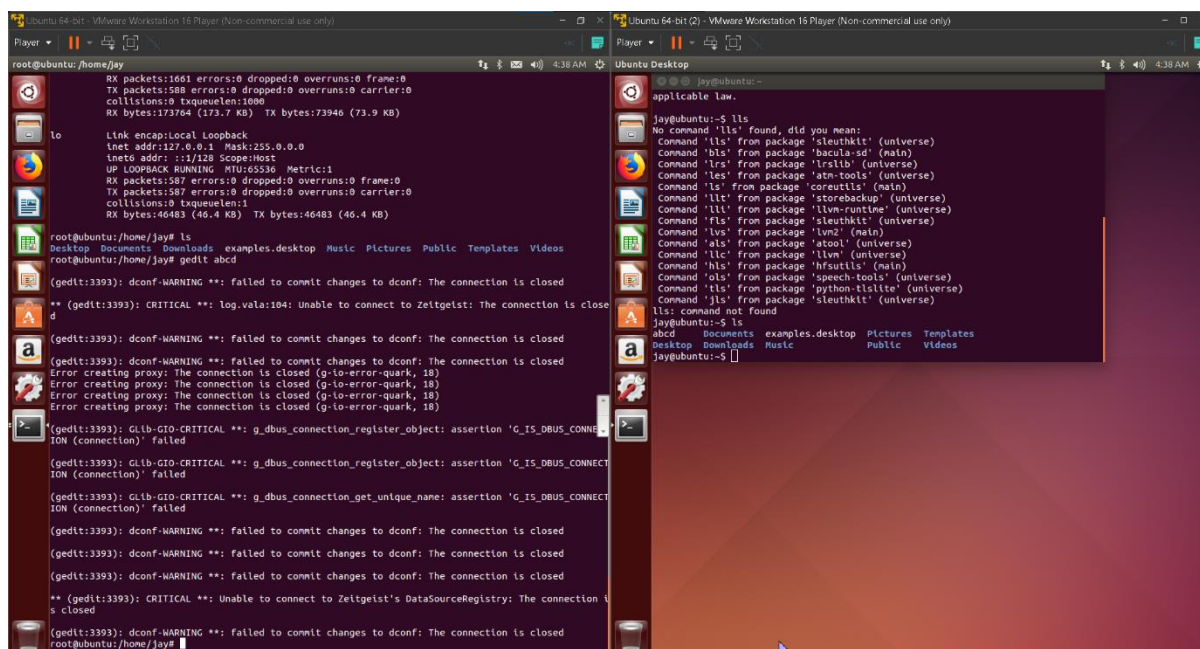 Ubuntu 64-bit - VMware Workstation 16 Player (Non-commercial use only)
Player
root@ubuntu: /home/jay
4:38 AM
RX packets:1661 errors:0 dropped:0 overruns:0 frame:0
TX packets:588 errors:0 dropped:0 overruns:0 carrier:0
collisions:0 txqueuelen:1000
RX bytes:173764 (173.7 KB)  TX bytes:73946 (73.9 KB)
lo Link encap:Local Loopback
inet addr:127.0.0.1  Mask:255.0.0.0
inet6 addr: ::1/128 Scope:Host
UP LOOPBACK RUNNING  MTU:65536  Metric:1
RX packets:587 errors:0 dropped:0 overruns:0 frame:0
TX packets:587 errors:0 dropped:0 overruns:0 carrier:0
collisions:0 txqueuelen:1
RX bytes:46483 (46.4 KB)  TX bytes:46483 (46.4 KB)
root@ubuntu:/home/jay# ls
Desktop  Documents  Downloads  examples.desktop  Music  Pictures  Public  Templates  Videos
root@ubuntu:/home/jay# gedit abcd
(gedit:3393): dconf-WARNING **: failed to commit changes to dconf: The connection is closed
** (gedit:3393): CRITICAL **: log.vala:104: Unable to connect to Zeitgeist: The connection is close
d
(gedit:3393): dconf-WARNING **: failed to commit changes to dconf: The connection is closed
(gedit:3393): dconf-WARNING **: failed to commit changes to dconf: The connection is closed
Error creating proxy: The connection is closed (g-io-error-quark, 18)
Error creating proxy: The connection is closed (g-io-error-quark, 18)
Error creating proxy: The connection is closed (g-io-error-quark, 18)
Error creating proxy: The connection is closed (g-io-error-quark, 18)
(gedit:3393): GLib-GIO-CRITICAL **: g_dbus_connection_register_object: assertion 'G_IS_DBUS_CONNE
ION (connection)' failed
(gedit:3393): GLib-GIO-CRITICAL **: g_dbus_connection_register_object: assertion 'G_IS_DBUS_CONNECT
ION (connection)' failed
(gedit:3393): GLib-GIO-CRITICAL **: g_dbus_connection_get_unique_name: assertion 'G_IS_DBUS_CONNECT
ION (connection)' failed
(gedit:3393): dconf-WARNING **: failed to commit changes to dconf: The connection is closed
(gedit:3393): dconf-WARNING **: failed to commit changes to dconf: The connection is closed
(gedit:3393): dconf-WARNING **: failed to commit changes to dconf: The connection is closed
** (gedit:3393): CRITICAL **: Unable to connect to Zeitgeist's DataSourceRegistry: The connection i
s closed
(gedit:3393): dconf-WARNING **: failed to commit changes to dconf: The connection is closed
root@ubuntu:/home/jay#
Ubuntu 64-bit (2) - VMware Workstation 16 Player (Non-commercial use only)
Player
Ubuntu Desktop
4:38 AM
jay@ubuntu: ~
applicable law.
jay@ubuntu:~$ lls
No command 'lls' found, did you mean:
Command 'ils' from package 'sleuthkit' (universe)
Command 'bls' from package 'bacula-sd' (main)
Command 'lrs' from package 'lrslib' (universe)
Command 'les' from package 'atm-tools' (universe)
Command 'ls' from package 'coreutils' (main)
Command 'llt' from package 'storebackup' (universe)
Command 'lli' from package 'llvm-runtime' (universe)
Command 'fls' from package 'sleuthkit' (universe)
Command 'lvs' from package 'lvm2' (main)
Command 'als' from package 'atool' (universe)
Command 'llc' from package 'llvm' (universe)
Command 'hls' from package 'hfsutils' (main)
Command 'ols' from package 'speech-tools' (universe)
Command 'tls' from package 'python-tlslite' (universe)
Command 'jls' from package 'sleuthkit' (universe)
lls: command not found
jay@ubuntu:~$ ls
abcd     Documents  examples.desktop  Pictures  Templates
Desktop  Downloads  Music             Public    Videos
jay@ubuntu:~$